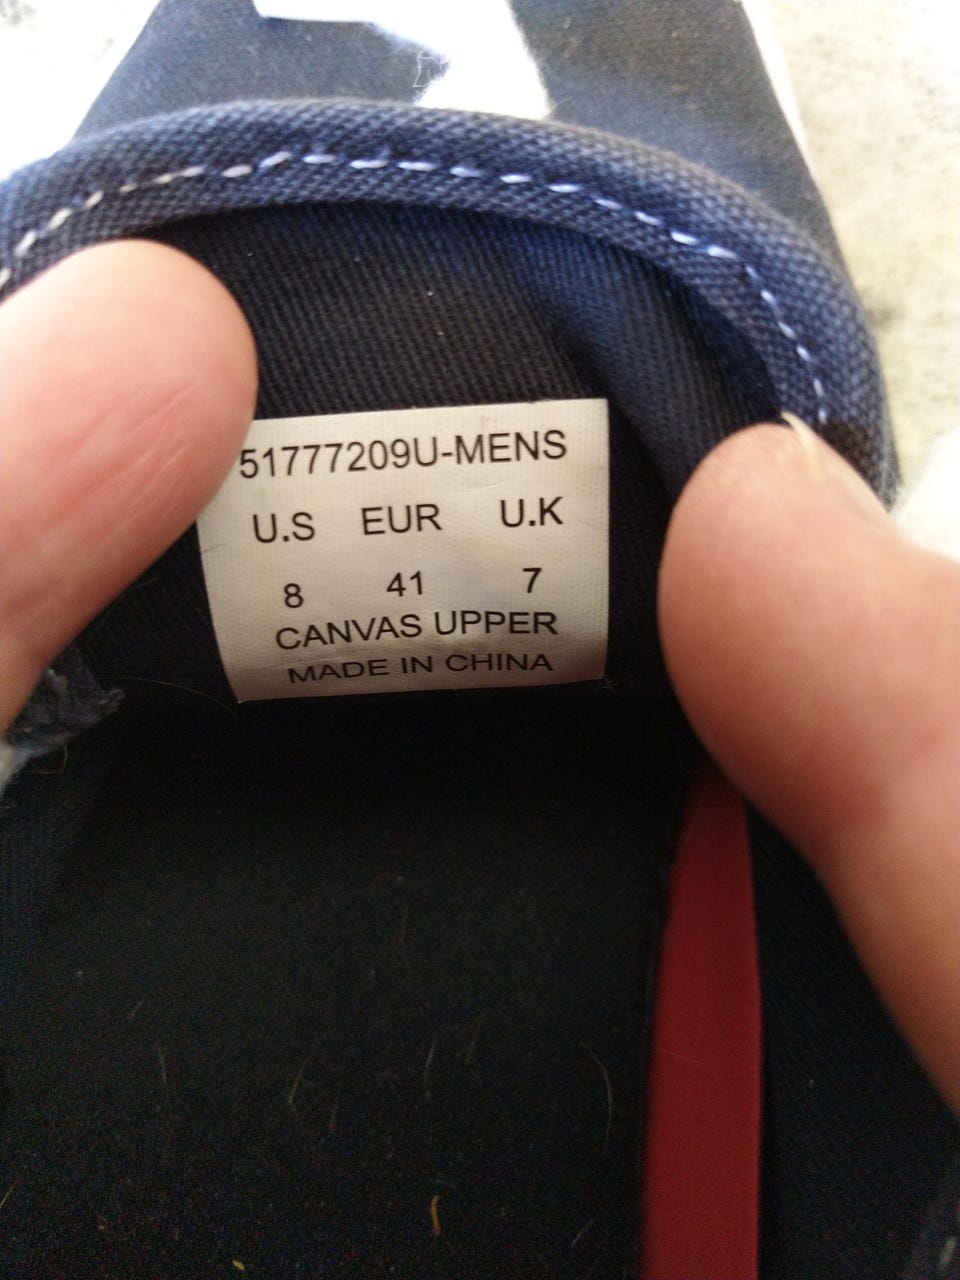 51777209U-MENS
U.S EUR U.K
8 41 7
CANVAS UPPER
MADE IN CHINA